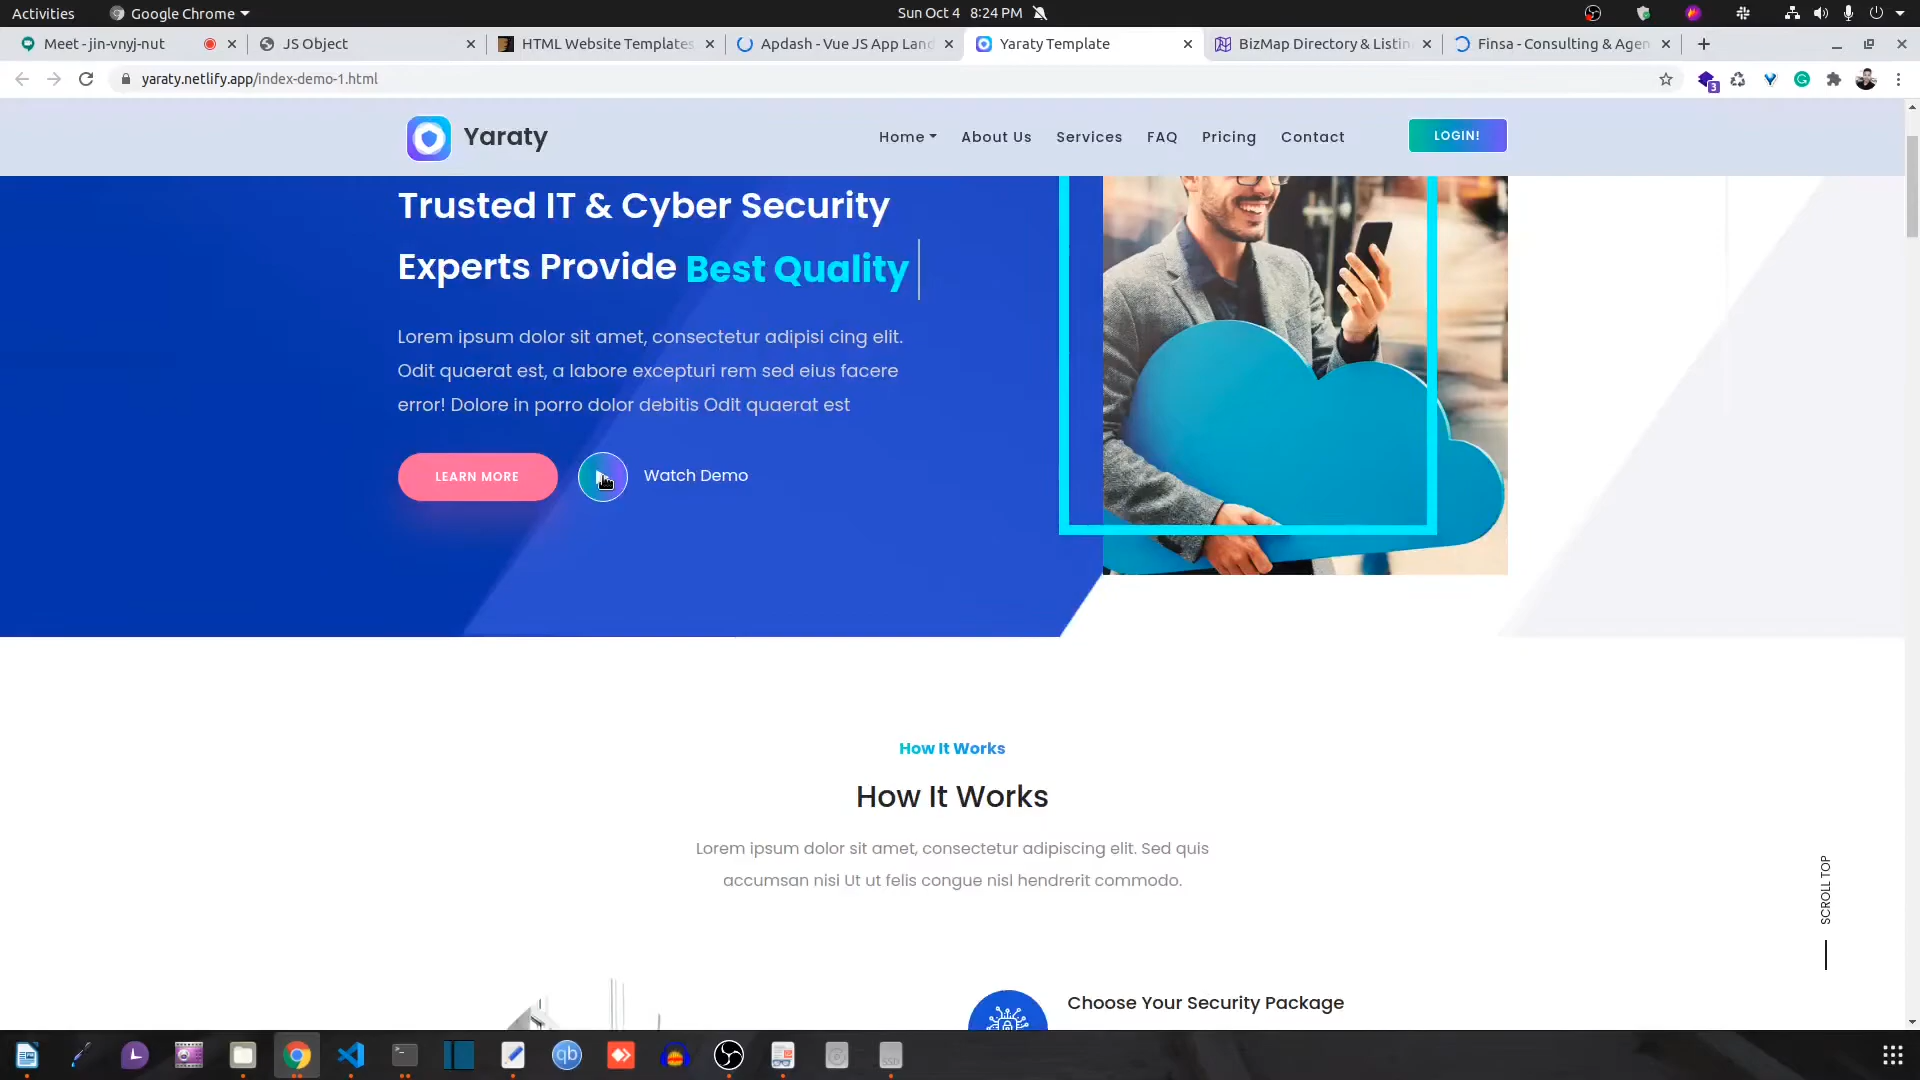 Activities
Google Chrome
Sun Oct 4 8:24 PM
Meet - jin-vnyj-nut
JS Object
HTML Website Templates
Apdash - Vue JS App Land
Yaraty Template
BizMap Directory & Listin
Finsa - Consulting & Agen
yaraty.netlify.app/index-demo-1.html
3
Yaraty
Home
About Us
Services
FAQ
Pricing
Contact
LOGIN!
Trusted IT & Cyber Security
Experts Provide Best Quality
Lorem ipsum dolor sit amet, consectetur adipisi cing elit.
Odit quaerat est, a labore excepturi rem sed eius facere
error! Dolore in porro dolor debitis Odit quaerat est
LEARN MORE
Watch Demo
How It Works
How It Works
Lorem ipsum dolor sit amet, consectetur adipiscing elit. Sed quis
accumsan nisi Ut ut felis congue nisl hendrerit commodo.
SCROLL TOP
Choose Your Security Package
qb
SSD